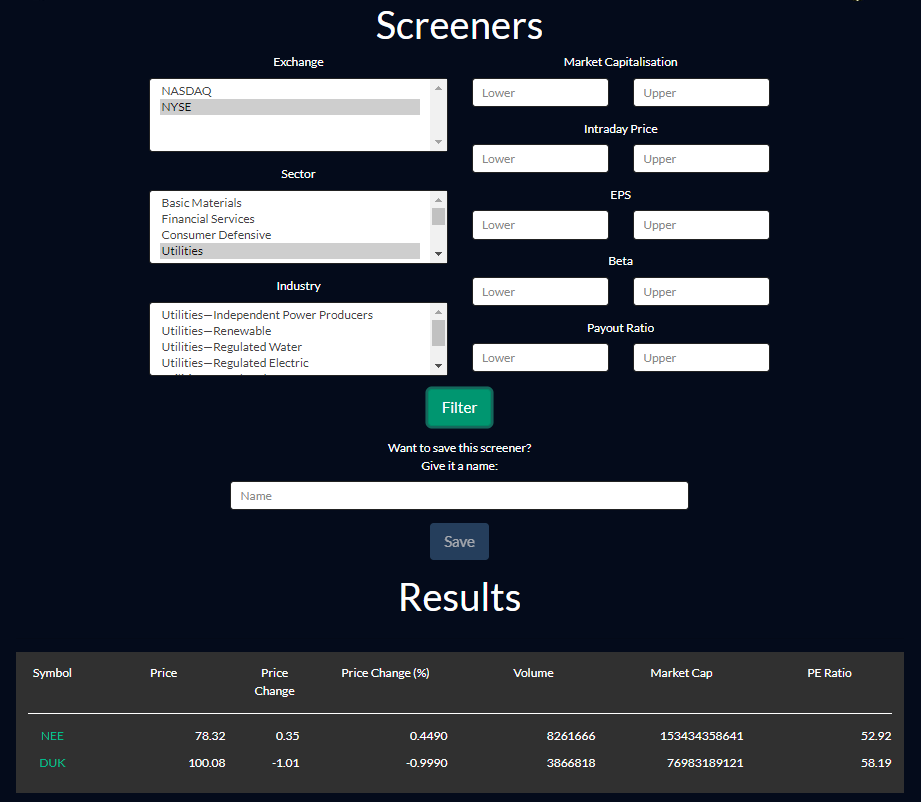 Screeners
Exchange
NASDAQ
NYSE
Sector
Basic Materials
Financial Services
Consumer Defensive
Utilities
Industry
Utilities—Independent Power Producers
Utilities—Renewable
Utilities—Regulated Water
Utilities—Regulated Electric
Market Capitalisation
Lower Upper
Intraday Price
Lower Upper
EPS
Lower Upper
Beta
Lower Upper
Payout Ratio
Lower Upper
Filter
Want to save this screener?
Give it a name:
Name
Save
Results
Symbol Price Price Change Price Change (%) Volume Market Cap PE Ratio
NEE 78.32 0.35 0.4490 8261666 153434358641 52.92
DUK 100.08 -1.01 -0.9990 3866818 76983189121 58.19